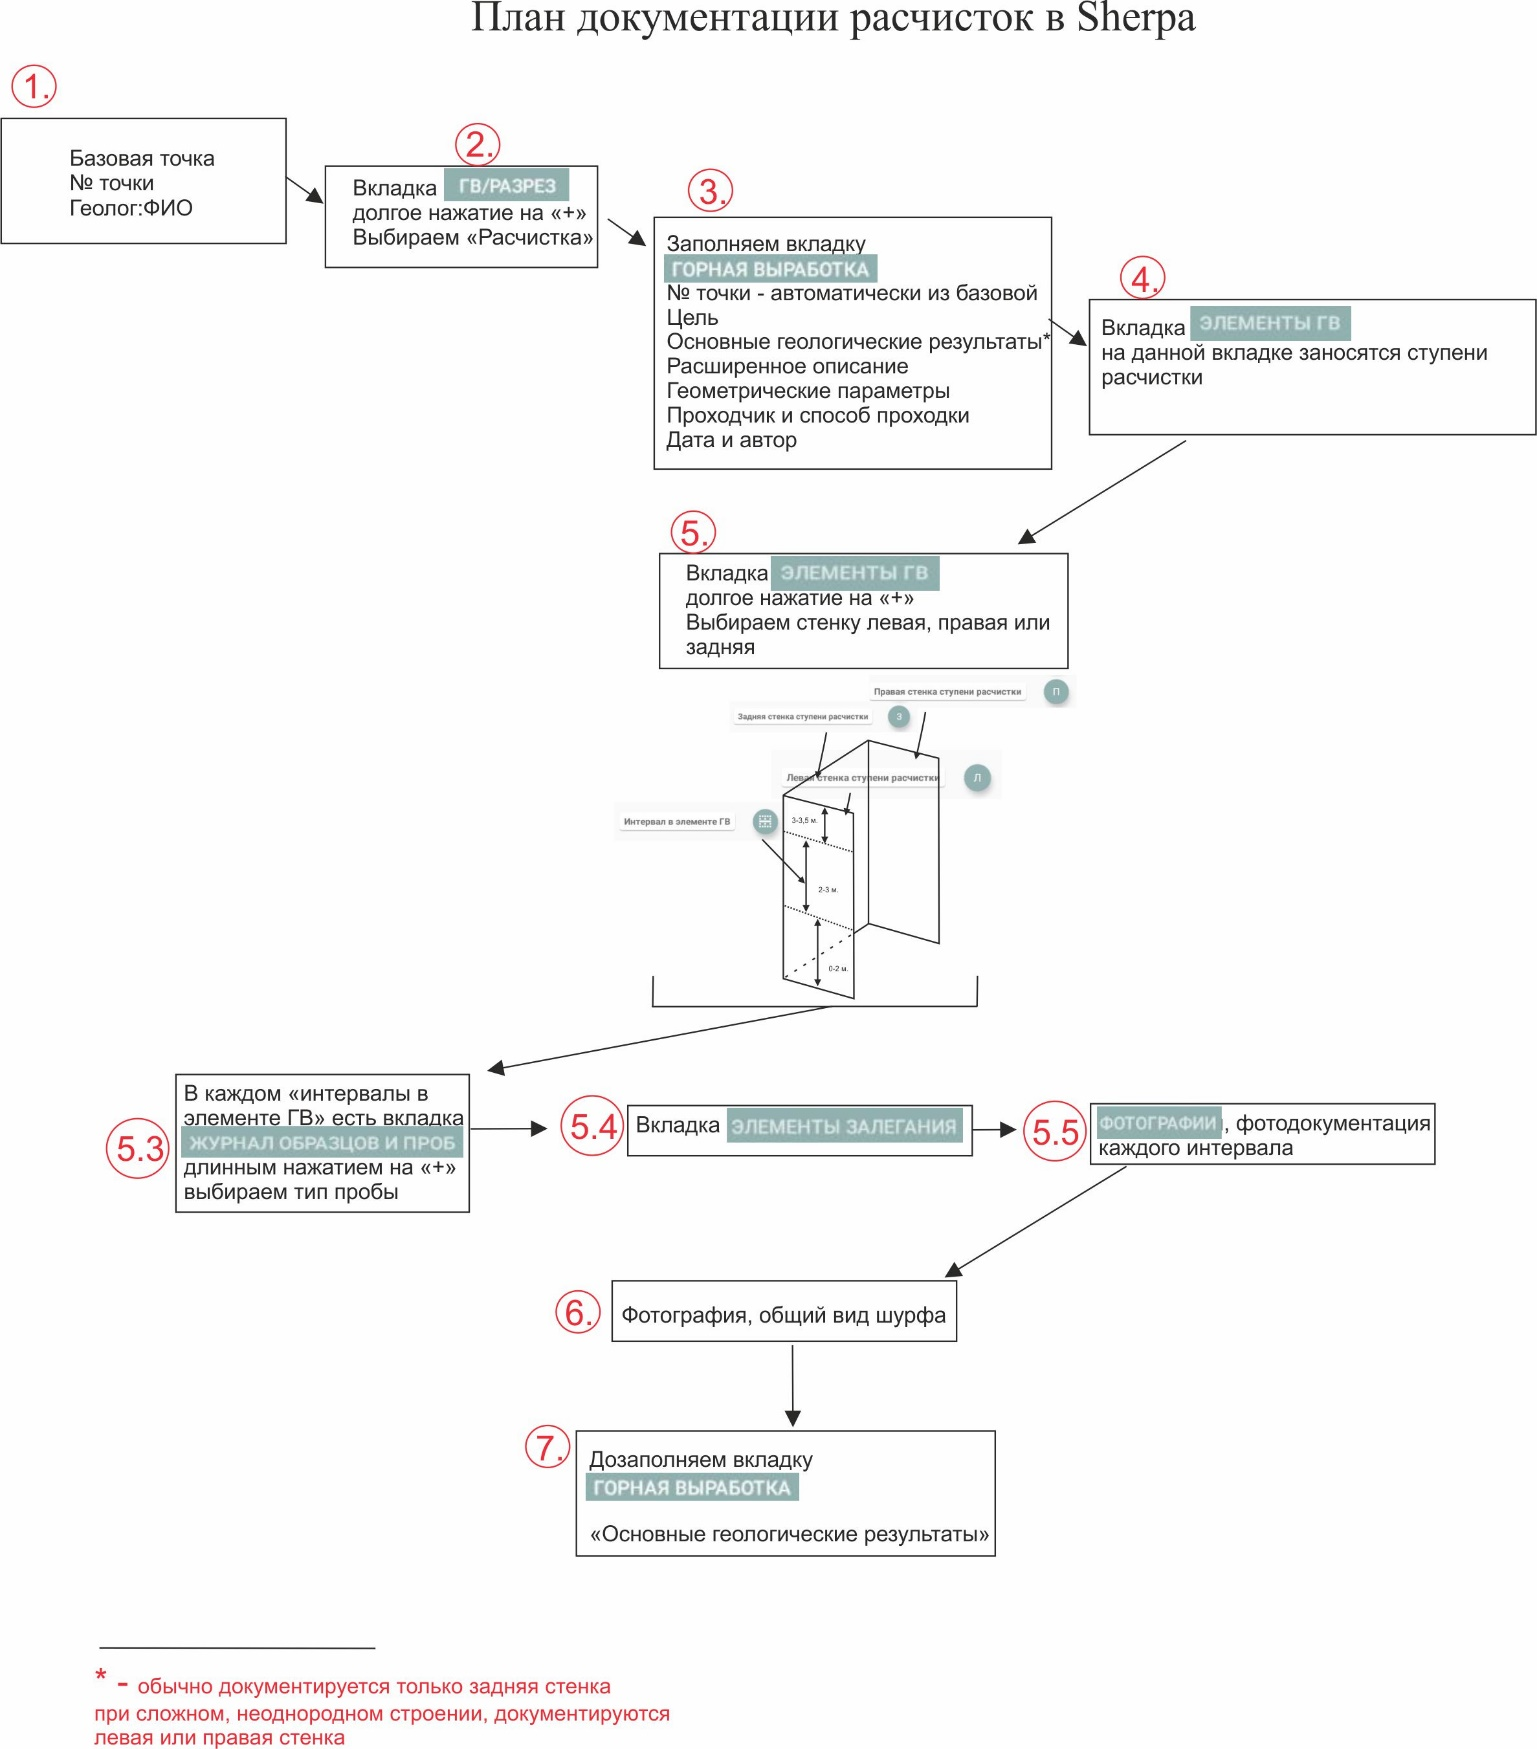 План документации расчисток в Sherpa
1.
Базовая точка
№ точки
Геолог:ФИО
2.
Вкладка ГВ/РАЗРЕЗ
долгое нажатие на «+»
Выбираем «Расчистка»
3.
Заполняем вкладку
ГОРНАЯ ВЫРАБОТКА
№ точки - автоматически из базовой
Цель
Основные геологические результаты*
Расширенное описание
Геометрические параметры
Проходчик и способ проходки
Дата и автор
4.
Вкладка ЭЛЕМЕНТЫ ГВ
на данной вкладке заносятся ступени
расчистки
5.
Вкладка ЭЛЕМЕНТЫ ГВ
долгое нажатие на «+»
Выбираем стенку левая, правая или
задняя
Правая стенка ступени расчистки П
Задняя стенка ступени расчистки З
Левая стенка ступени расчистки Л
Интервал в элементе ГВ
3-3,5 м.
2-3 м.
0-2 м.
5.3
В каждом «интервалы в
элементе ГВ» есть вкладка
ЖУРНАЛ ОБРАЗЦОВ И ПРОБ
длинным нажатием на «+»
выбираем тип пробы
5.4
Вкладка ЭЛЕМЕНТЫ ЗАЛЕГАНИЯ
5.5
ФОТОГРАФИИ, фотодокументация
каждого интервала
6.
Фотография, общий вид шурфа
7.
Дозаполняем вкладку
ГОРНАЯ ВЫРАБОТКА
«Основные геологические результаты»
* - обычно документируется только задняя стенка
при сложном, неоднородном строении, документируются
левая или правая стенка